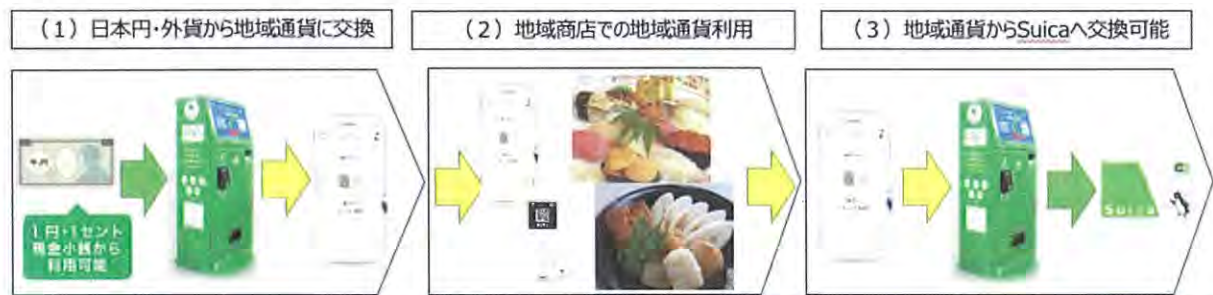 （１）日本円・外貨から地域通貨に交換
（２）地域商店での地域通貨利用
（３）地域通貨からSuicaへ交換可能
１円・１セント
現金小銭から
利用可能
Suica